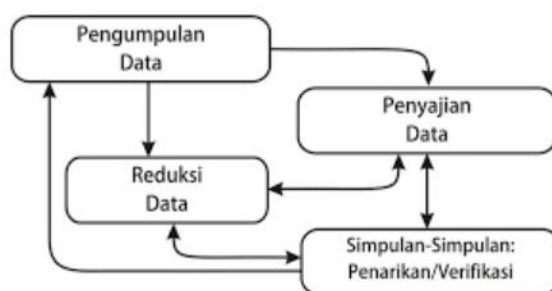 Pengumpulan
Data
Penyajian
Data
Reduksi
Data
Simpulan-Simpulan:
Penarikan/Verifikasi